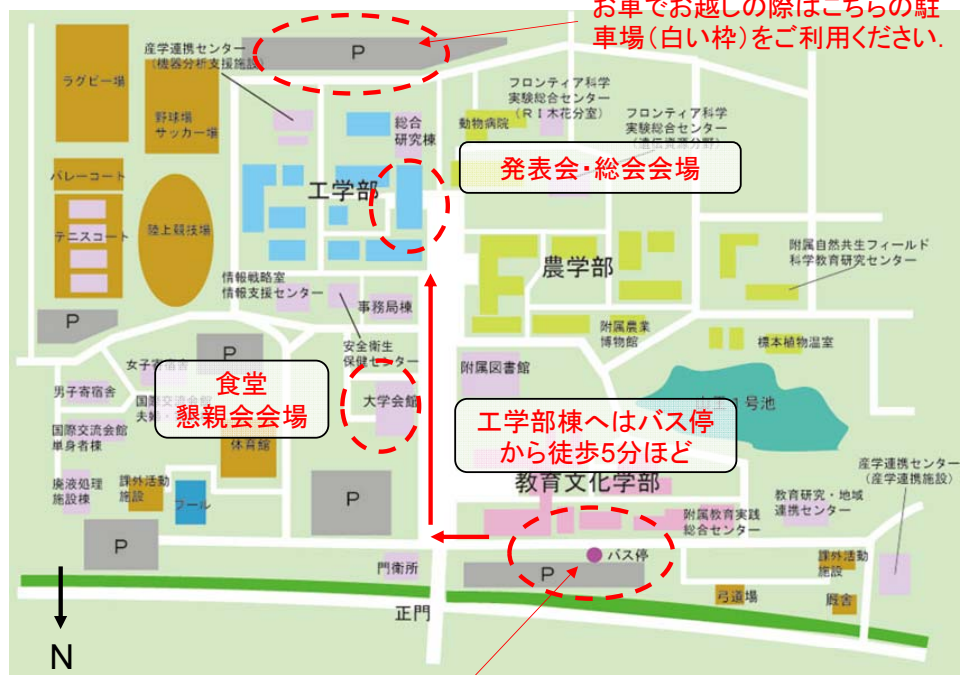 お車でお越しの際はこちらの駐
車場(白い枠)をご利用ください.
産学連携センター
(機器分析支援施設)
P
ラグビー場
野球場
サッカー場
総合
研究棟
動物病院
フロンティア科学
実験総合センター
(RI木花分室)
フロンティア科学
実験総合センター
(遺伝資源分野)
発表会・総会会場
バレーコート
工学部
テニスコート
陸上競技場
農学部
附属自然共生フィールド
科学教育研究センター
情報戦略室
情報支援センター
事務局棟
P
安全衛生
保健センター
附属農業
博物館
標本植物温室
P
女子寄宿舎
附属図書館
男子寄宿舎
食堂
懇親会会場
大学会館
国際交流会館
単身者棟
体育館
工学部棟へはバス停
から徒歩5分ほど
教育文化学部
産学連携センター
(産学連携施設)
廃液処理
施設棟
課外活動
施設
プール
P
教育研究・地域
連携センター
附属教育実践
総合センター
P
バス停
門衛所
P
課外活動
施設
弓道場
厩舎
正門
N